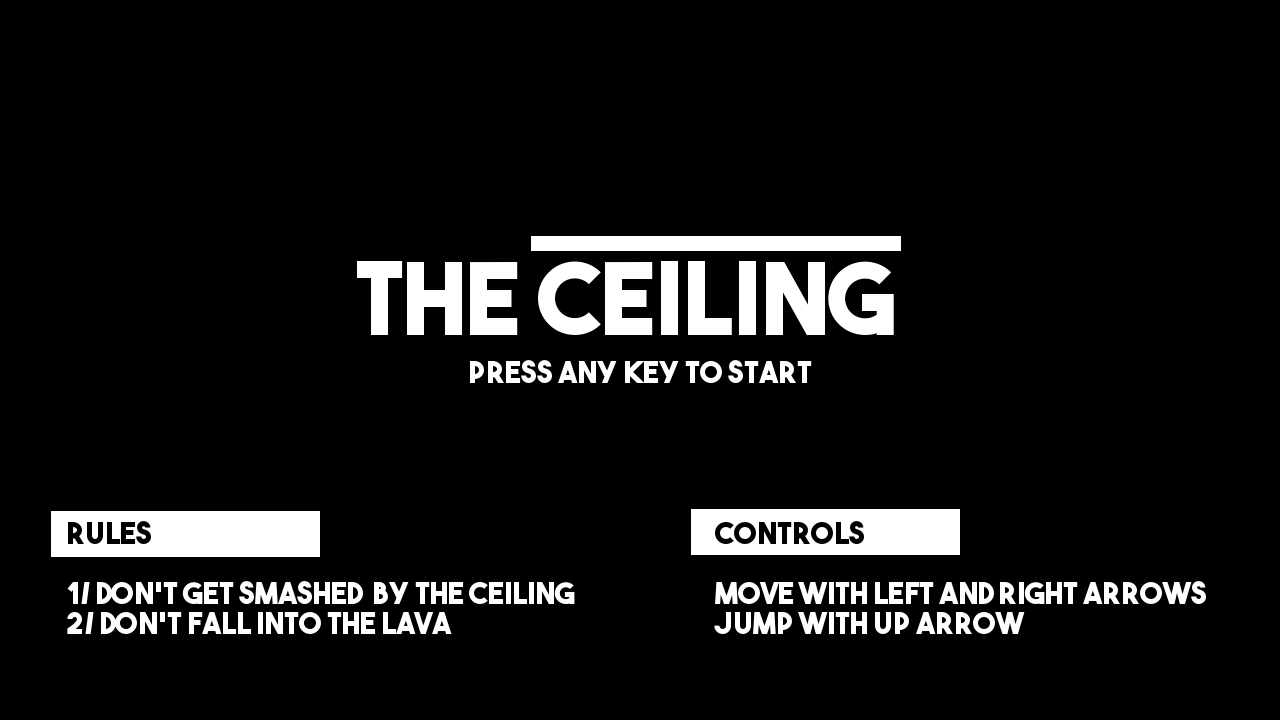 THE CEILING
PRESS ANY KEY TO START
RULES
1/ DON'T GET SMASHED BY THE CEILING
2/ DON'T FALL INTO THE LAVA
CONTROLS
MOVE WITH LEFT AND RIGHT ARROWS
JUMP WITH UP ARROW